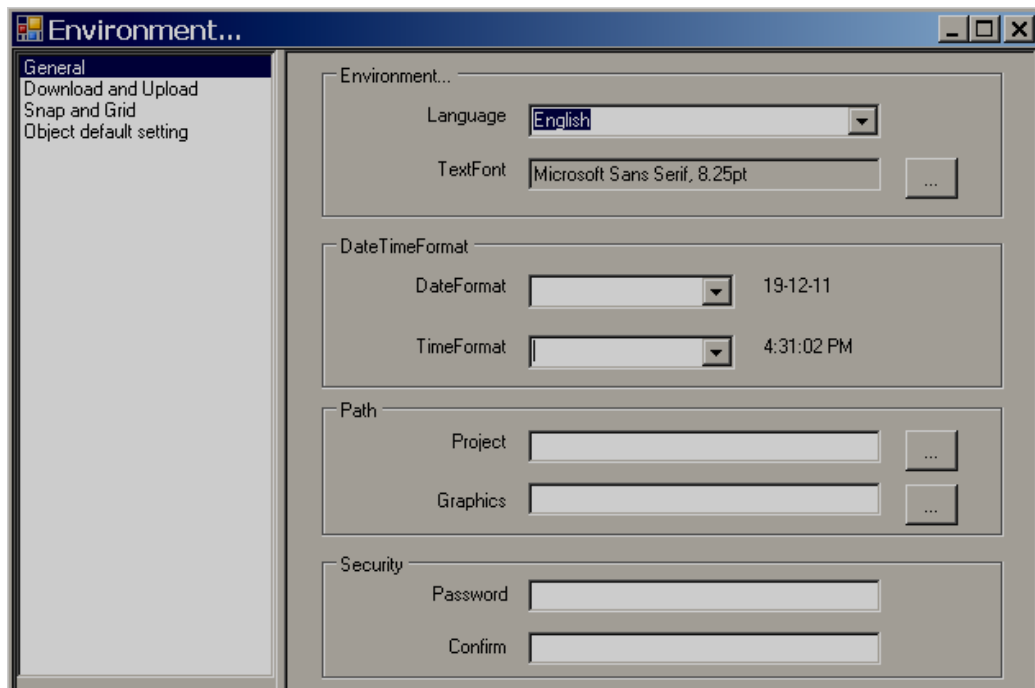 Environment...
General
Download and Upload
Snap and Grid
Object default setting
Environment...
Language English
TextFont Microsoft Sans Serif, 8.25pt ...
DateTimeFormat
DateFormat 19-12-11
TimeFormat 4:31:02 PM
Path
Project ...
Graphics ...
Security
Password
Confirm